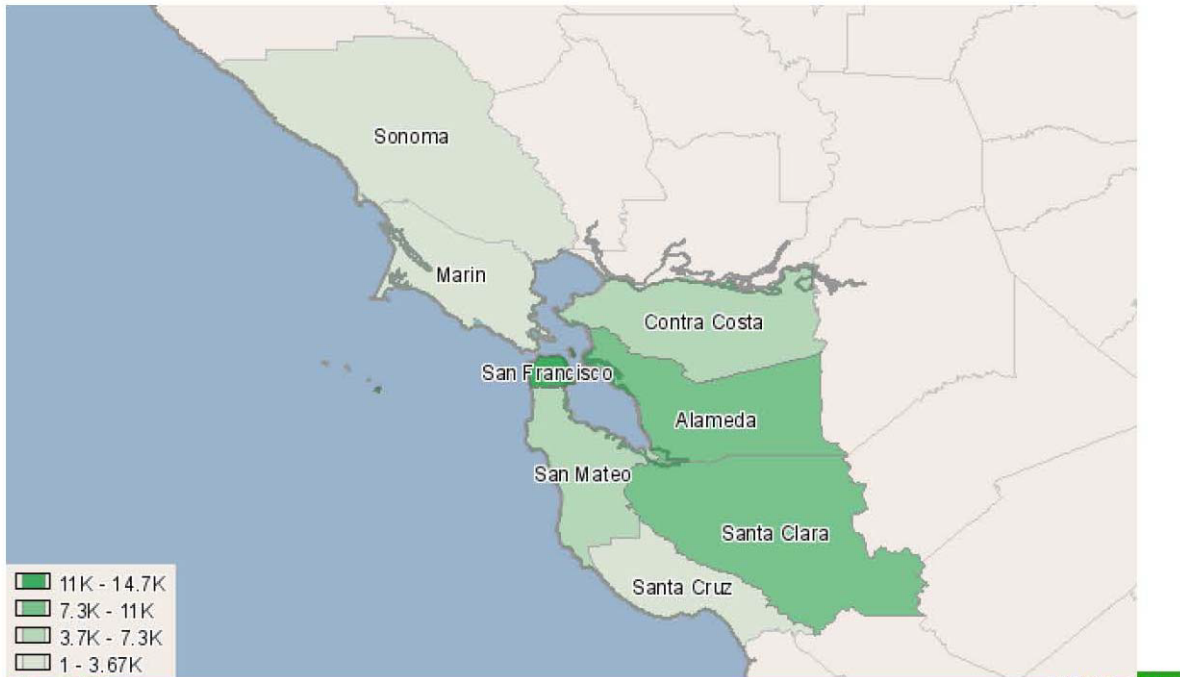 Sonoma
Marin
Contra Costa
San Francisco
Alameda
San Mateo
Santa Clara
Santa Cruz
11K - 14.7K
7.3K - 11K
3.7K - 7.3K
1 - 3.67K